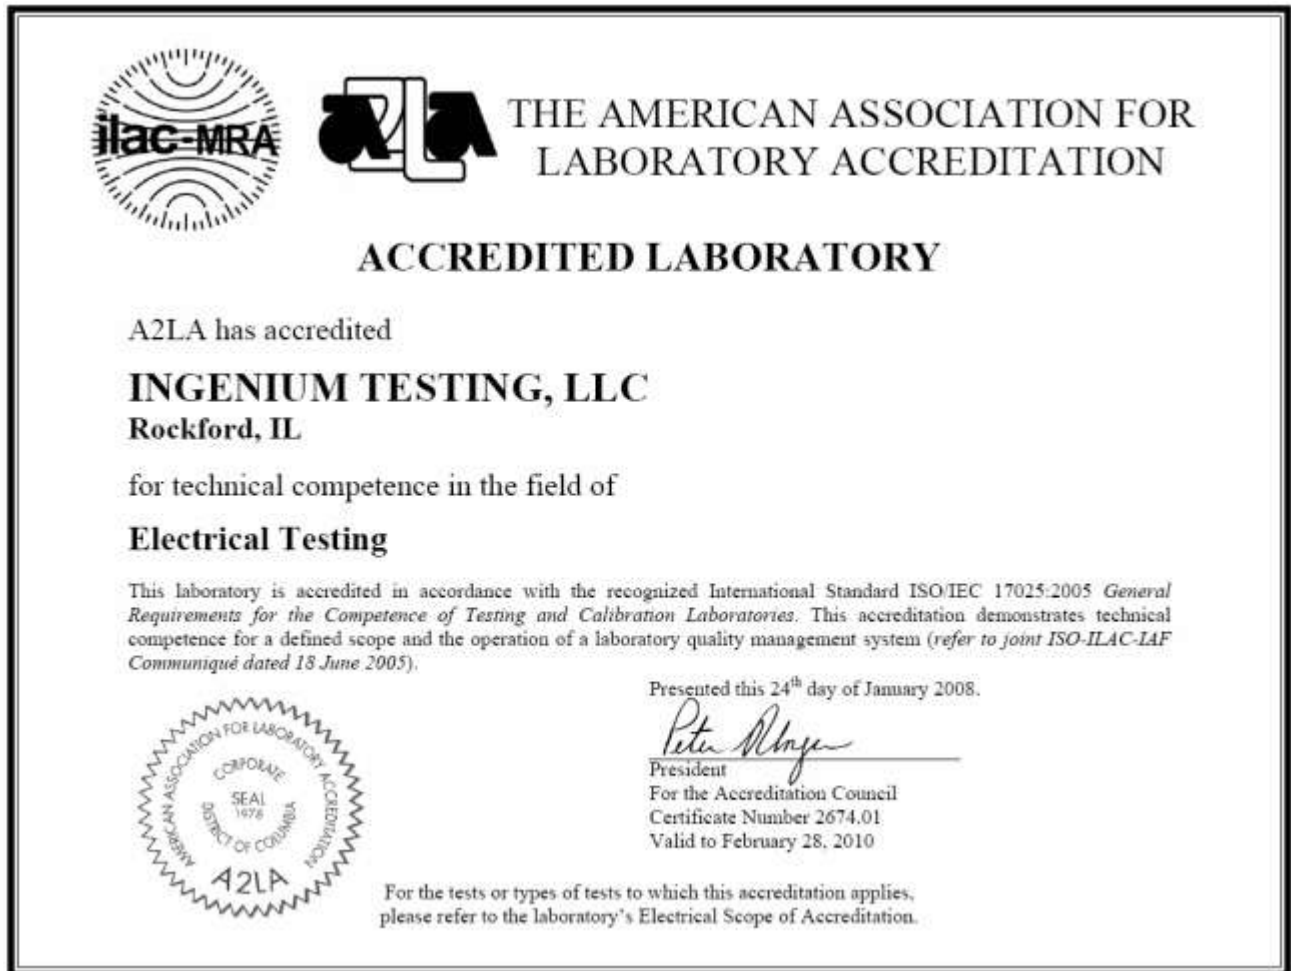 ilac-MRA
A2LA
THE AMERICAN ASSOCIATION FOR
LABORATORY ACCREDITATION
ACCREDITED LABORATORY
A2LA has accredited
INGENIUM TESTING, LLC
Rockford, IL
for technical competence in the field of
Electrical Testing
This laboratory is accredited in accordance with the recognized International Standard ISO/IEC 17025:2005 General
Requirements for the Competence of Testing and Calibration Laboratories. This accreditation demonstrates technical
competence for a defined scope and the operation of a laboratory quality management system (refer to joint ISO-ILAC-IAF
Communiqué dated 18 June 2005).
Presented this 24th day of January 2008.
Peter
President
For the Accreditation Council
Certificate Number 2674.01
Valid to February 28, 2010
AMERICAN ASSOCIATION FOR LABORATORY ACCREDITATION
CORPORATE
SEAL
1978
DISTRICT OF COLUMBIA
A2LA
For the tests or types of tests to which this accreditation applies,
please refer to the laboratory's Electrical Scope of Accreditation.